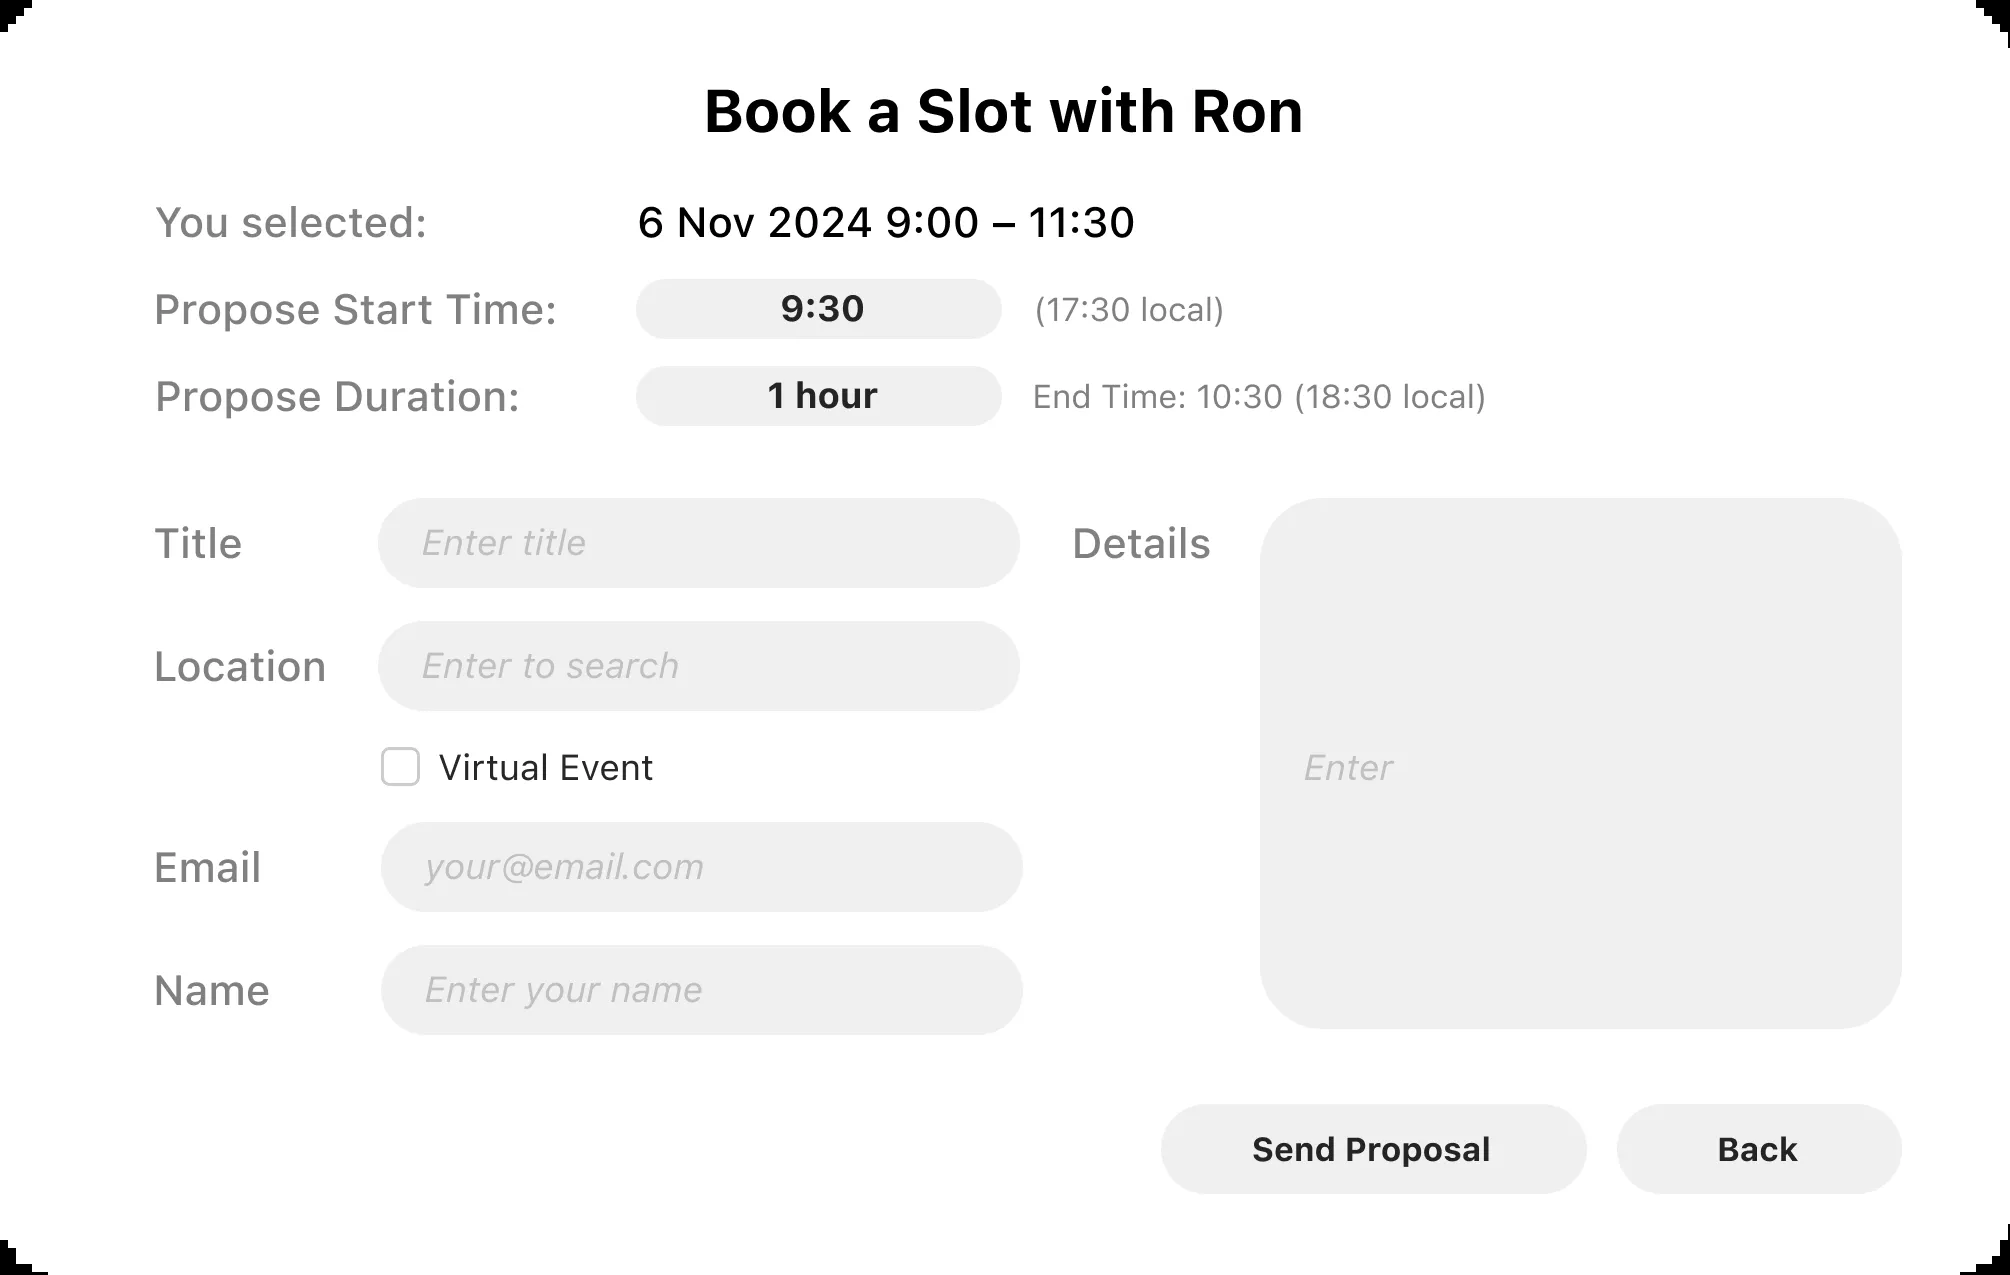 Book a Slot with Ron
You selected: 6 Nov 2024 9:00 – 11:30
Propose Start Time: 9:30 (17:30 local)
Propose Duration: 1 hour End Time: 10:30 (18:30 local)
Title Enter title
Location Enter to search
Virtual Event
Email your@email.com
Name Enter your name
Details
Enter
Send Proposal Back